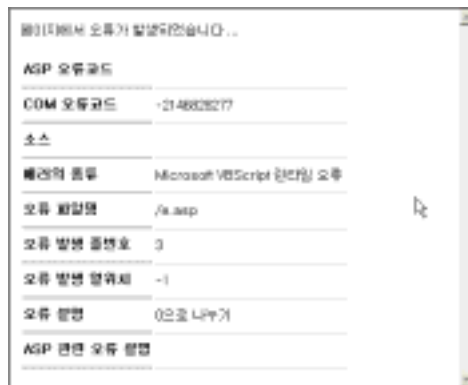 페이지에서 오류가 발생되었습니다...
ASP 오류코드
COM 오류코드 -2146828277
소스
에러의 종류 Microsoft VBScript 런타임 오류
오류 파일명 /e.asp
오류 발생 줄번호 3
오류 발생 열위치 -1
오류 설명 0으로 나누기
ASP 관련 오류 설명